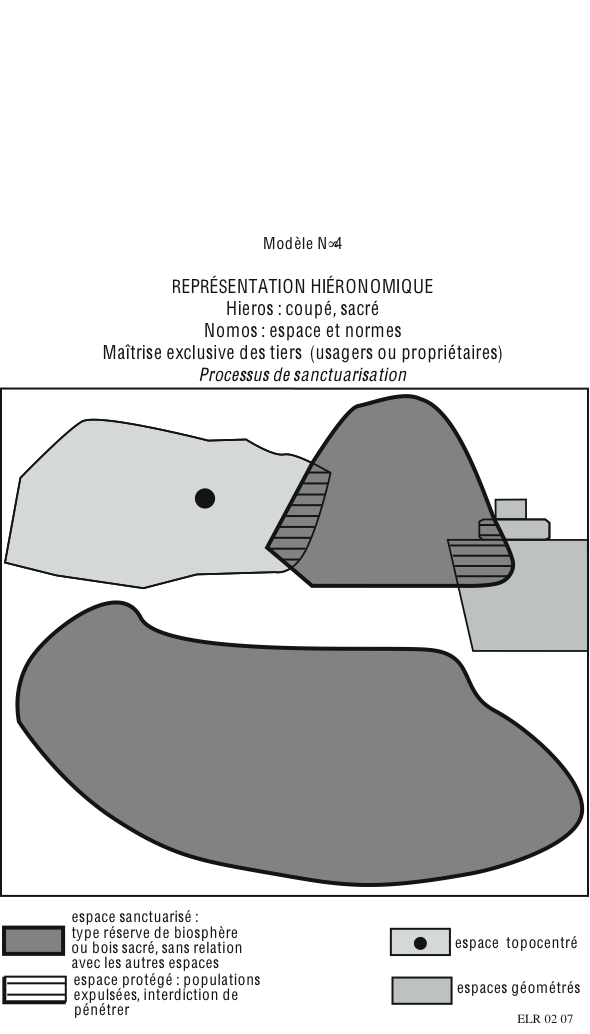 Modèle N∝4
REPRÉSENTATION HIÉRONOMIQUE
Hieros : coupé, sacré
Nomos : espace et normes
Maîtrise exclusive des tiers (usagers ou propriétaires)
Processus de sanctuarisation
espace sanctuarisé :
type réserve de biosphère
ou bois sacré, sans relation
avec les autres espaces
espace protégé : populations
expulsées, interdiction de
pénétrer
espace topocentré
espaces géométrés
ELR 02 07